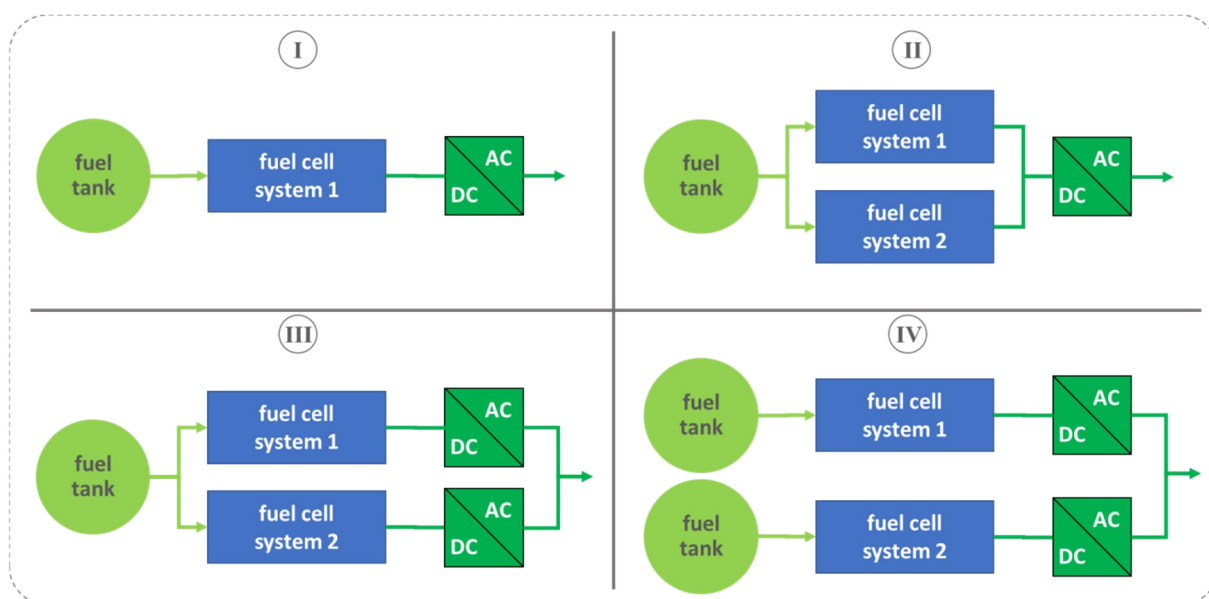 I
fuel
tank
fuel cell
system 1
AC
DC
II
fuel
tank
fuel cell
system 1
fuel cell
system 2
AC
DC
III
fuel
tank
fuel cell
system 1
AC
DC
fuel cell
system 2
AC
DC
IV
fuel
tank
fuel cell
system 1
AC
DC
fuel
tank
fuel cell
system 2
AC
DC